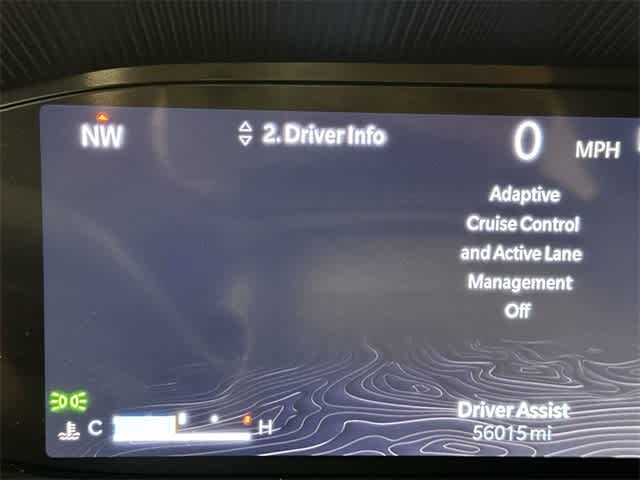 NW
2. Driver Info
0 MPH
Adaptive
Cruise Control
and Active Lane
Management
Off
Driver Assist
56015 mi
C H